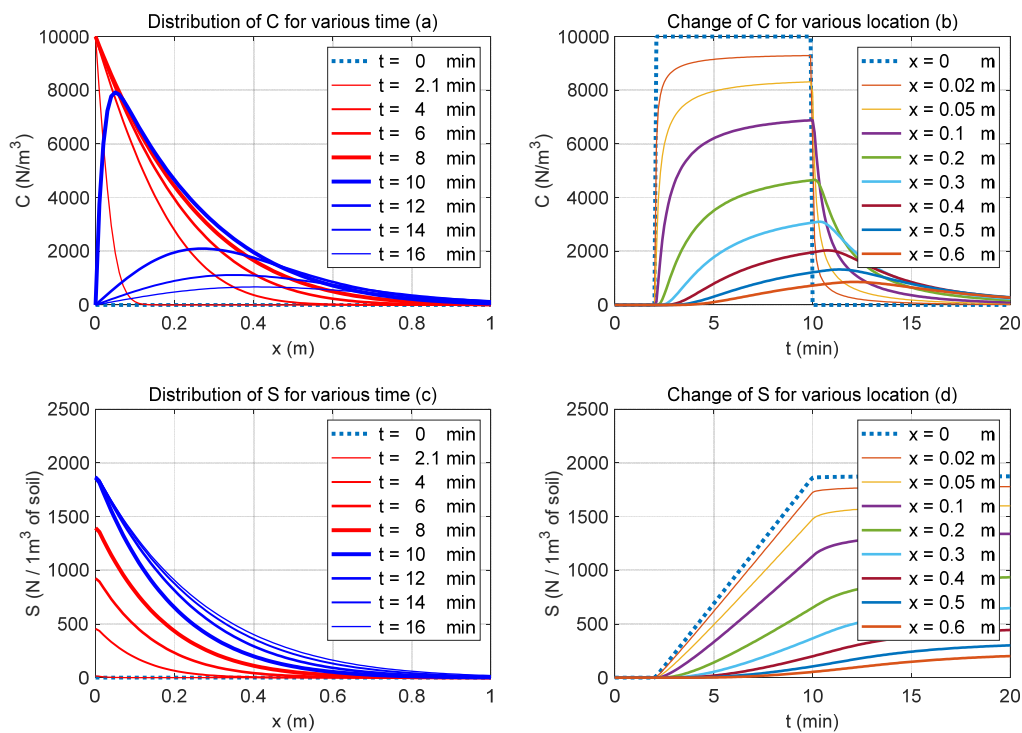 Distribution of C for various time (a)
C (N/m³)
10000
8000
6000
4000
2000
0
t = 0 min
t = 2.1 min
t = 4 min
t = 6 min
t = 8 min
t = 10 min
t = 12 min
t = 14 min
t = 16 min
0 0.2 0.4 0.6 0.8 1
x (m)
Change of C for various location (b)
C (N/m³)
10000
8000
6000
4000
2000
0
x = 0 m
x = 0.02 m
x = 0.05 m
x = 0.1 m
x = 0.2 m
x = 0.3 m
x = 0.4 m
x = 0.5 m
x = 0.6 m
0 5 10 15 20
t (min)
Distribution of S for various time (c)
S (N / 1m³ of soil)
2500
2000
1500
1000
500
0
t = 0 min
t = 2.1 min
t = 4 min
t = 6 min
t = 8 min
t = 10 min
t = 12 min
t = 14 min
t = 16 min
0 0.2 0.4 0.6 0.8 1
x (m)
Change of S for various location (d)
S (N / 1m³ of soil)
2500
2000
1500
1000
500
0
x = 0 m
x = 0.02 m
x = 0.05 m
x = 0.1 m
x = 0.2 m
x = 0.3 m
x = 0.4 m
x = 0.5 m
x = 0.6 m
0 5 10 15 20
t (min)